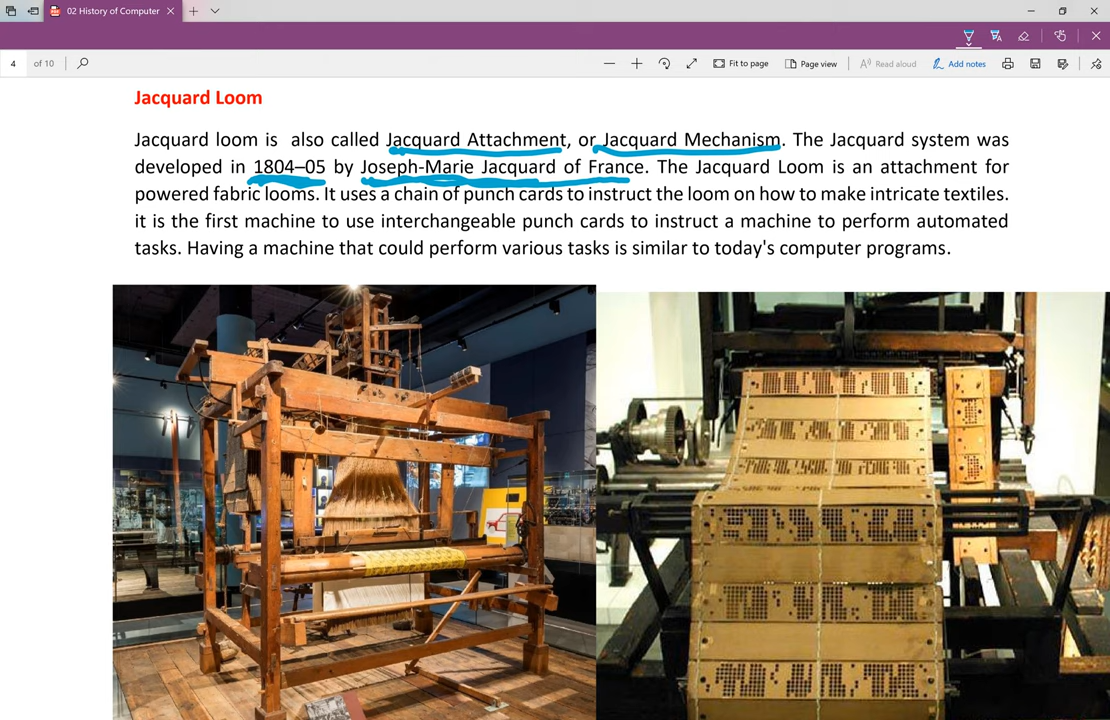 02 History of Computer
4 of 10
Fit to page
Page view
Read aloud
Add notes
Jacquard Loom
Jacquard loom is also called Jacquard Attachment, or Jacquard Mechanism. The Jacquard system was
developed in 1804–05 by Joseph-Marie Jacquard of France. The Jacquard Loom is an attachment for
powered fabric looms. It uses a chain of punch cards to instruct the loom on how to make intricate textiles.
it is the first machine to use interchangeable punch cards to instruct a machine to perform automated
tasks. Having a machine that could perform various tasks is similar to today's computer programs.